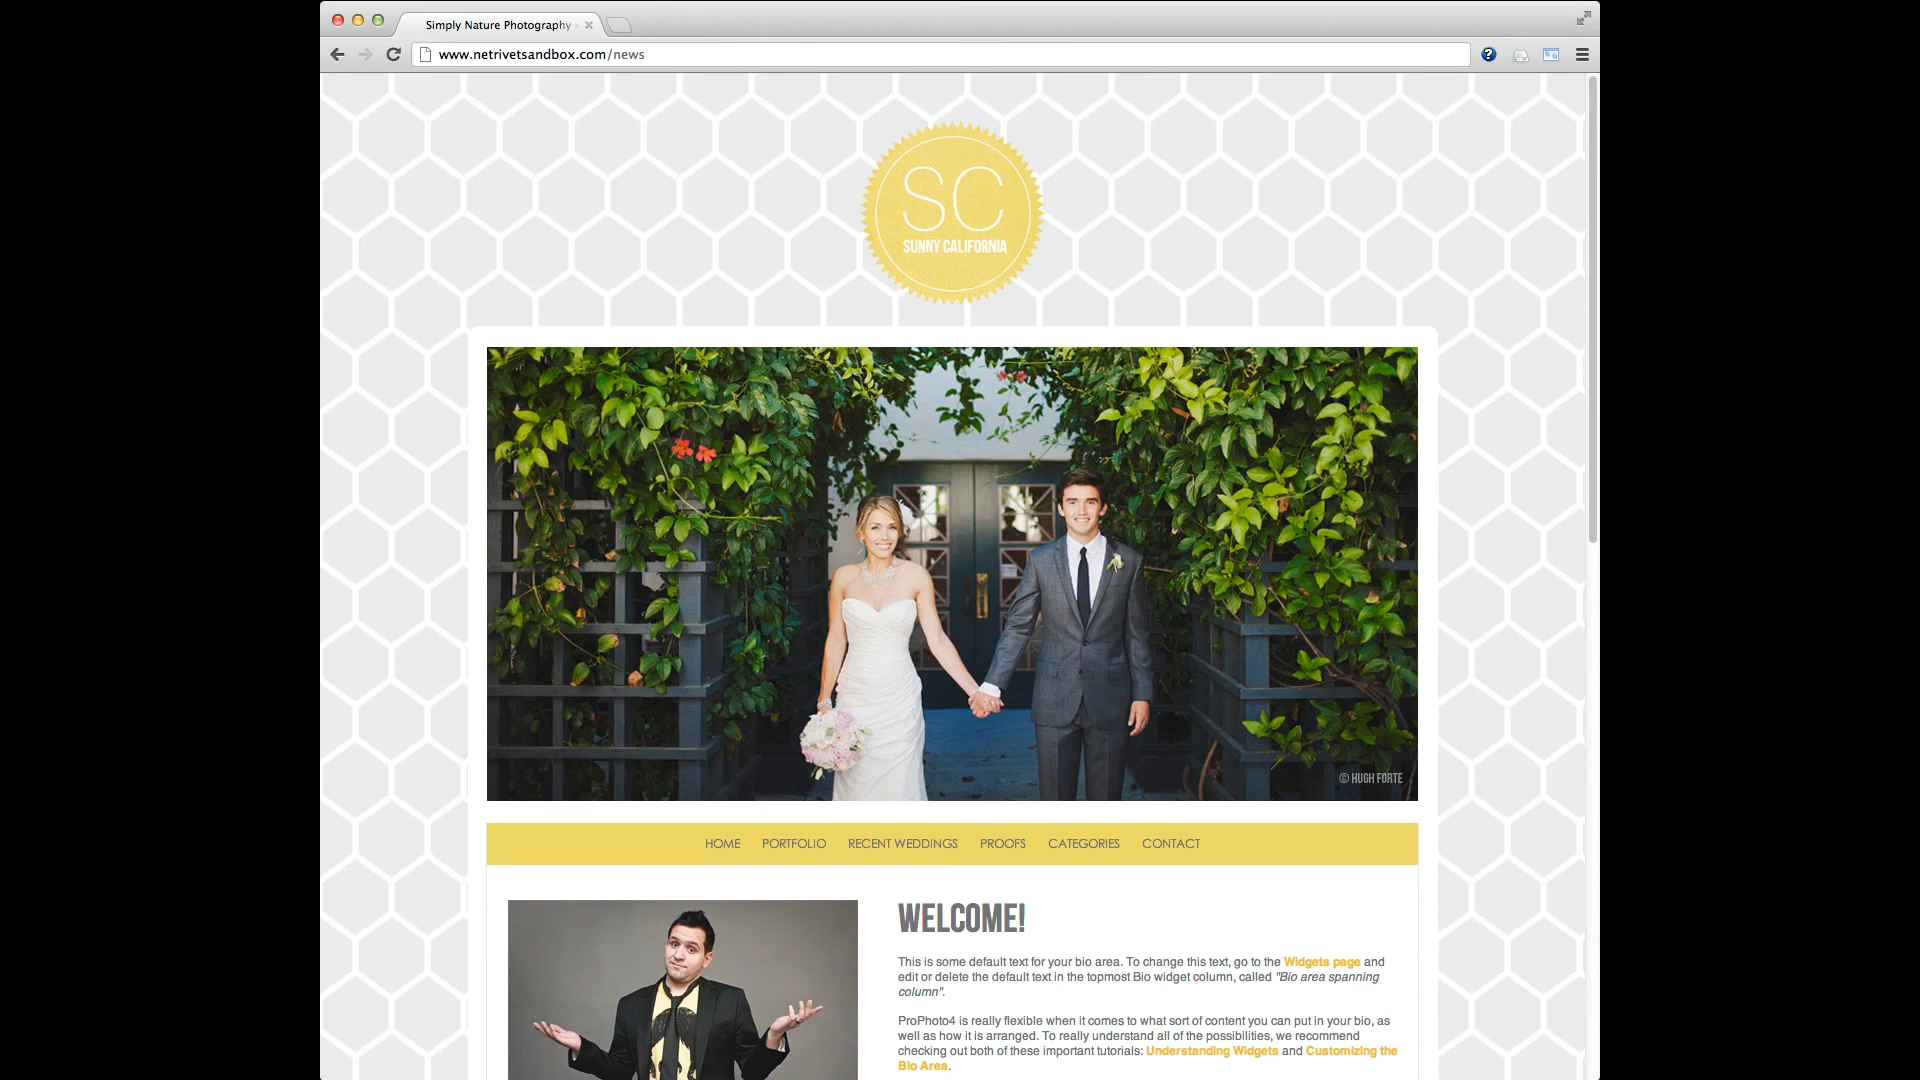 Simply Nature Photography
www.netrivetsandbox.com/news
SC
SUNNY CALIFORNIA
© HUGH FORTE
HOME PORTFOLIO RECENT WEDDINGS PROOFS CATEGORIES CONTACT
WELCOME!
This is some default text for your bio area. To change this text, go to the Widgets page and
edit or delete the default text in the topmost Bio widget column, called "Bio area spanning
column".
ProPhoto4 is really flexible when it comes to what sort of content you can put in your bio, as
well as how it is arranged. To really understand all of the possibilities, we recommend
checking out both of these important tutorials: Understanding Widgets and Customizing the
Bio Area.